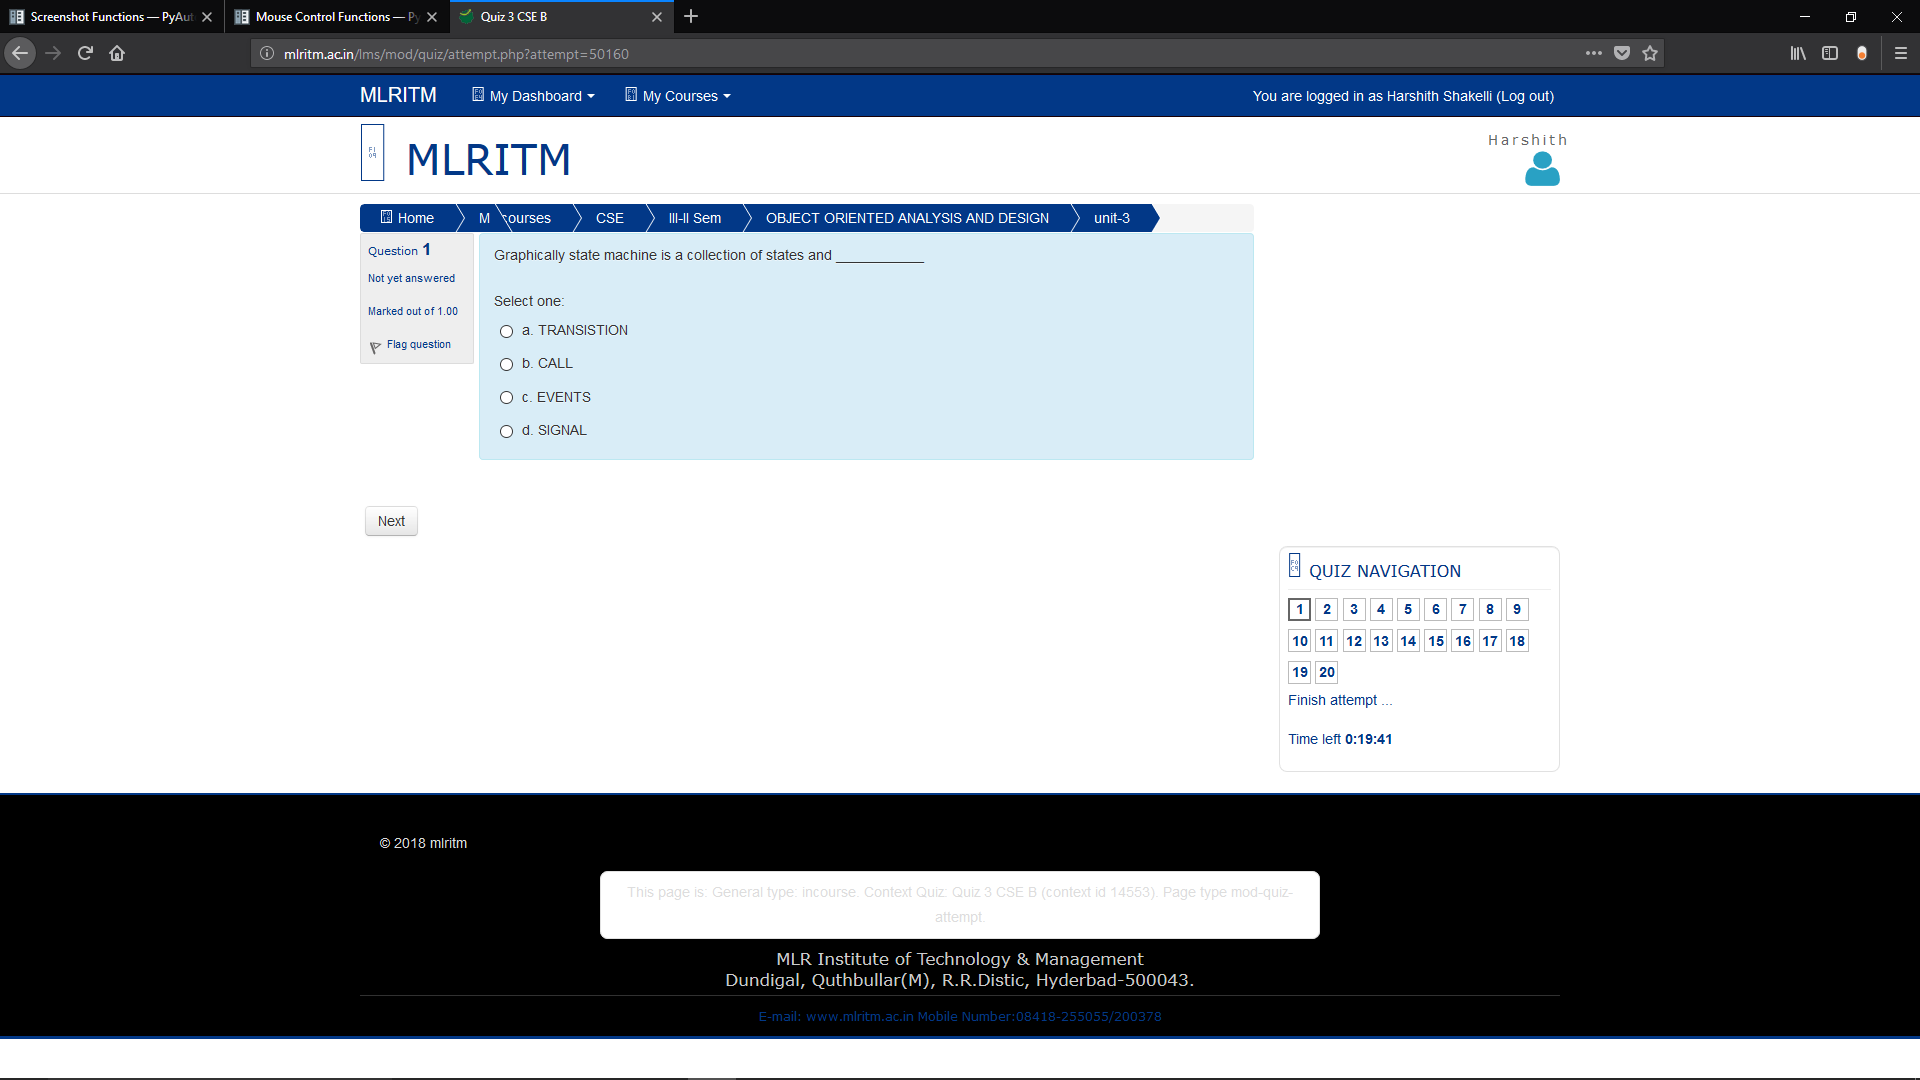 Screenshot Functions — PyAut
Mouse Control Functions — Py
Quiz 3 CSE B
mlritm.ac.in/lms/mod/quiz/attempt.php?attempt=50160
MLRITM
My Dashboard
My Courses
You are logged in as Harshith Shakelli (Log out)
MLRITM
Harshith
Home
M courses
CSE
III-II Sem
OBJECT ORIENTED ANALYSIS AND DESIGN
unit-3
Question 1
Not yet answered
Marked out of 1.00
Flag question
Graphically state machine is a collection of states and ____________
Select one:
a. TRANSISTION
b. CALL
c. EVENTS
d. SIGNAL
Next
QUIZ NAVIGATION
1 2 3 4 5 6 7 8 9
10 11 12 13 14 15 16 17 18
19 20
Finish attempt ...
Time left 0:19:41
© 2018 mlritm
This page is: General type: incourse. Context Quiz: Quiz 3 CSE B (context id 14553). Page type mod-quiz-
attempt.
MLR Institute of Technology & Management
Dundigal, Quthbullar(M), R.R.Distic, Hyderbad-500043.
E-mail: www.mlritm.ac.in Mobile Number:08418-255055/200378